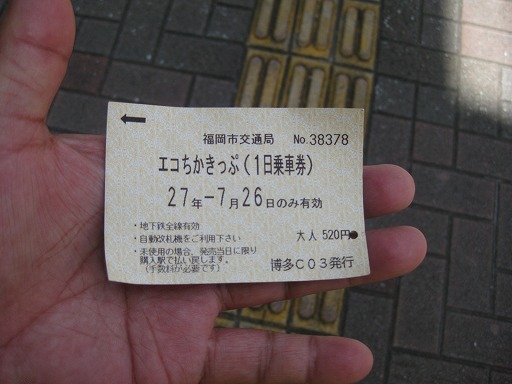 福岡市交通局 No.38378
エコちかきっぷ(1日乗車券)
27年-7月26日のみ有効
・地下鉄全線有効
・自動改札機をご利用下さい
大人 520円
・未使用の場合、発売当日に限り
購入駅で払い戻します。
(手数料が必要です)
博多C03発行